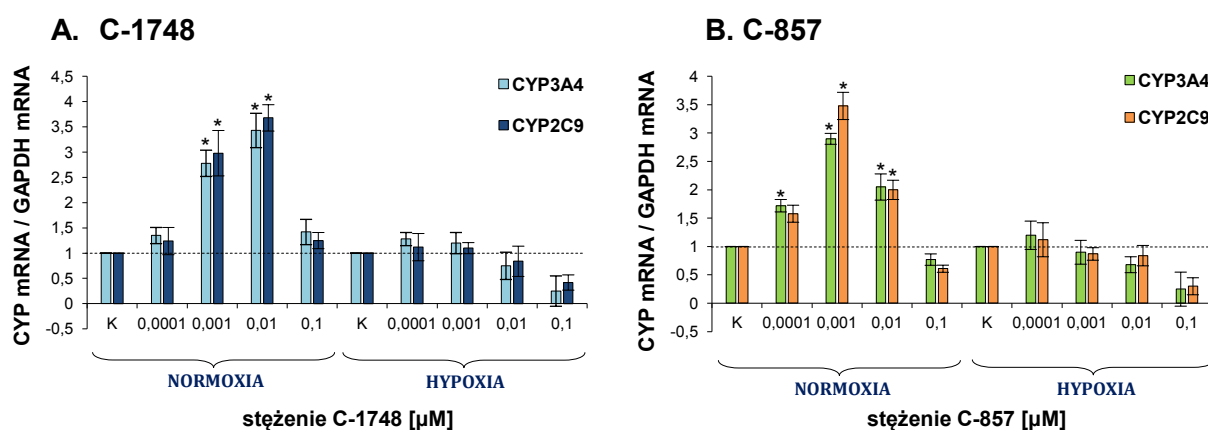 A. C-1748
CYP mRNA / GAPDH mRNA
4,5
4
3,5
3
2,5
2
1,5
1
0,5
0
-0,5
CYP3A4
CYP2C9
* * * *
K 0,0001 0,001 0,01 0,1 K 0,0001 0,001 0,01 0,1
NORMOXIA HYPOXIA
stężenie C-1748 [µM]
B. C-857
CYP mRNA / GAPDH mRNA
4
3,5
3
2,5
2
1,5
1
0,5
0
-0,5
CYP3A4
CYP2C9
* * * * *
K 0,0001 0,001 0,01 0,1 K 0,0001 0,001 0,01 0,1
NORMOXIA HYPOXIA
stężenie C-857 [µM]